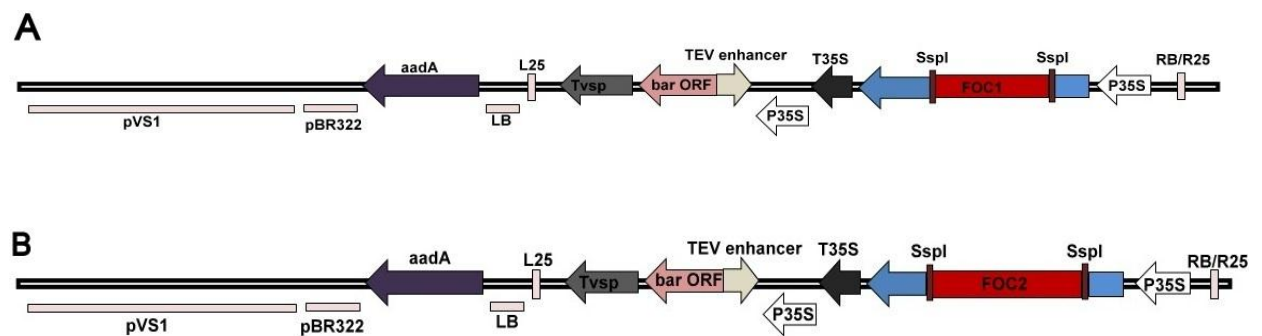 A
aadA L25 TEV enhancer T35S SspI SspI RB/R25
Tvsp bar ORF FOC1 P35S
pVS1 pBR322 LB P35S
B
aadA L25 TEV enhancer T35S SspI SspI RB/R25
Tvsp bar ORF FOC2 P35S
pVS1 pBR322 LB P35S